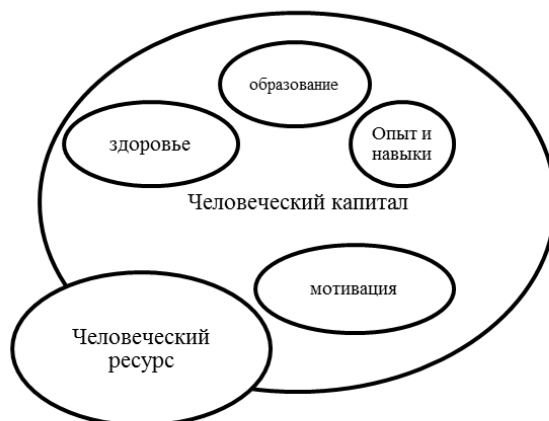 образование
здоровье
Опыт и
навыки
Человеческий капитал
мотивация
Человеческий
ресурс